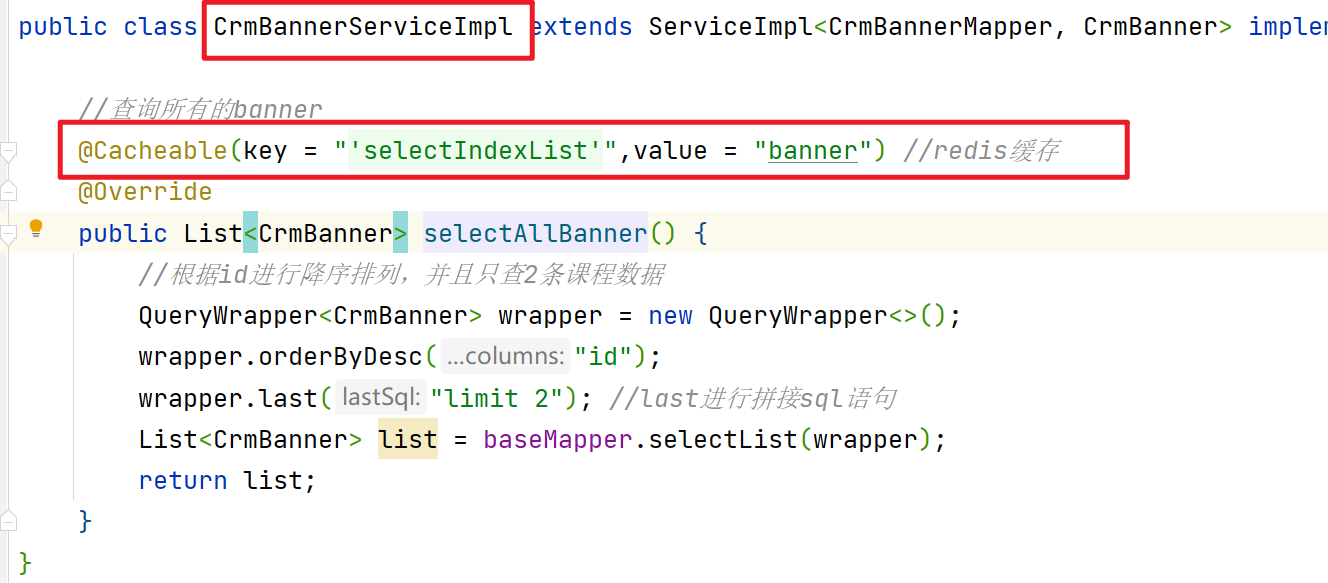 public class CrmBannerServiceImpl extends ServiceImpl<CrmBannerMapper, CrmBanner> implem
//查询所有的banner
@Cacheable(key = "'selectIndexList'",value = "banner") //redis缓存
@Override
public List<CrmBanner> selectAllBanner() {
//根据id进行降序排列，并且只查2条课程数据
QueryWrapper<CrmBanner> wrapper = new QueryWrapper<>();
wrapper.orderByDesc( ...columns: "id");
wrapper.last( lastSql: "limit 2"); //last进行拼接sql语句
List<CrmBanner> list = baseMapper.selectList(wrapper);
return list;
}
}